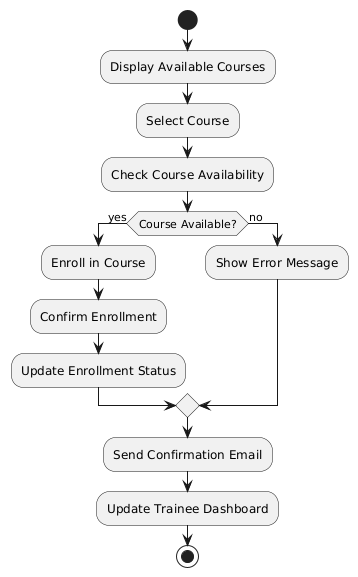 Display Available Courses
Select Course
Check Course Availability
yes
Course Available?
no
Enroll in Course
Show Error Message
Confirm Enrollment
Update Enrollment Status
Send Confirmation Email
Update Trainee Dashboard